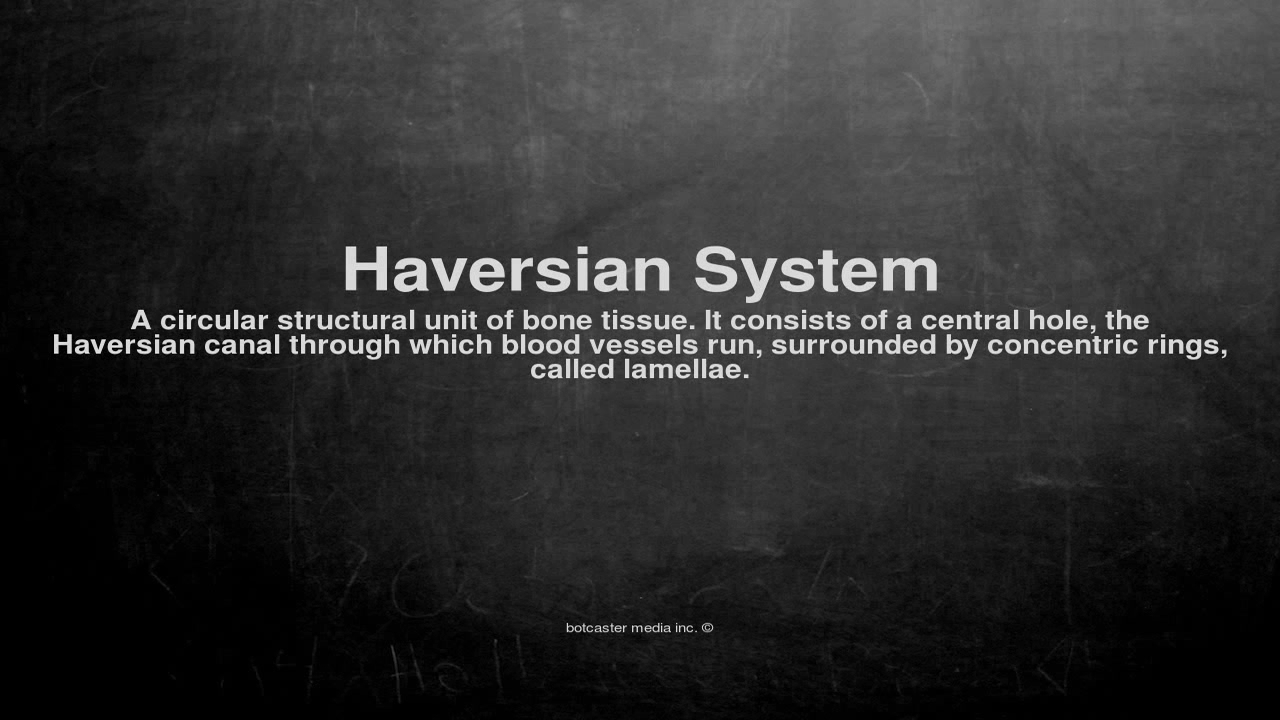 Haversian System
A circular structural unit of bone tissue. It consists of a central hole, the
Haversian canal through which blood vessels run, surrounded by concentric rings,
called lamellae.
botcaster media inc. ©